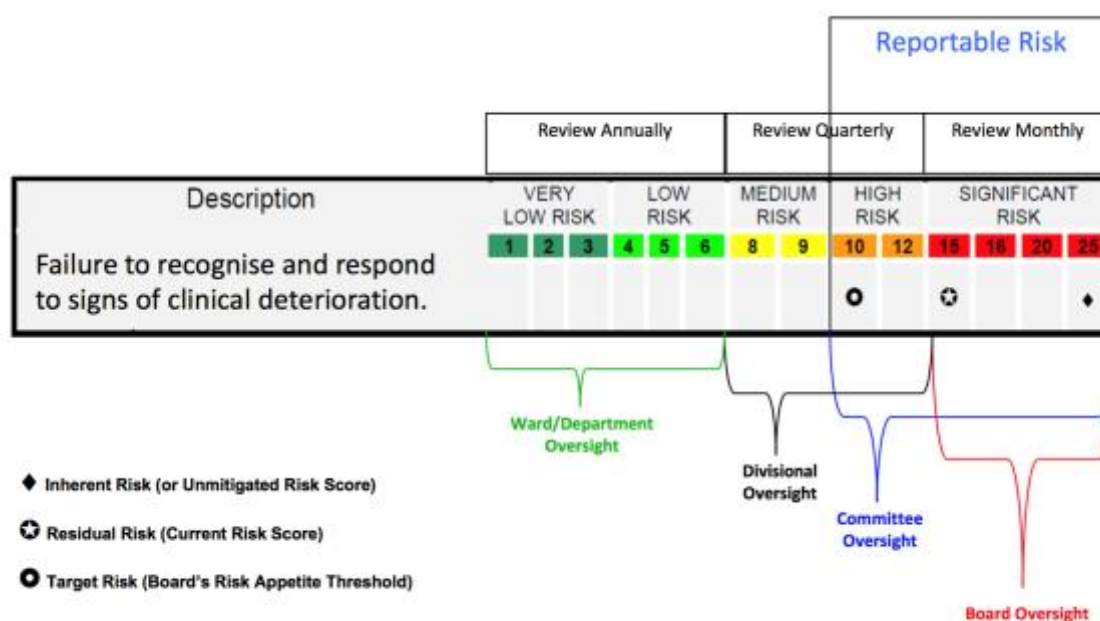 Reportable Risk
Review Annually
Review Quarterly
Review Monthly
Description
VERY
LOW RISK
LOW
RISK
MEDIUM
RISK
HIGH
RISK
SIGNIFICANT
RISK
1 2 3 4 5 6 8 9 10 12 15 16 20 25
Failure to recognise and respond
to signs of clinical deterioration.
Ward/Department
Oversight
Divisional
Oversight
Committee
Oversight
Board Oversight
Inherent Risk (or Unmitigated Risk Score)
Residual Risk (Current Risk Score)
Target Risk (Board's Risk Appetite Threshold)